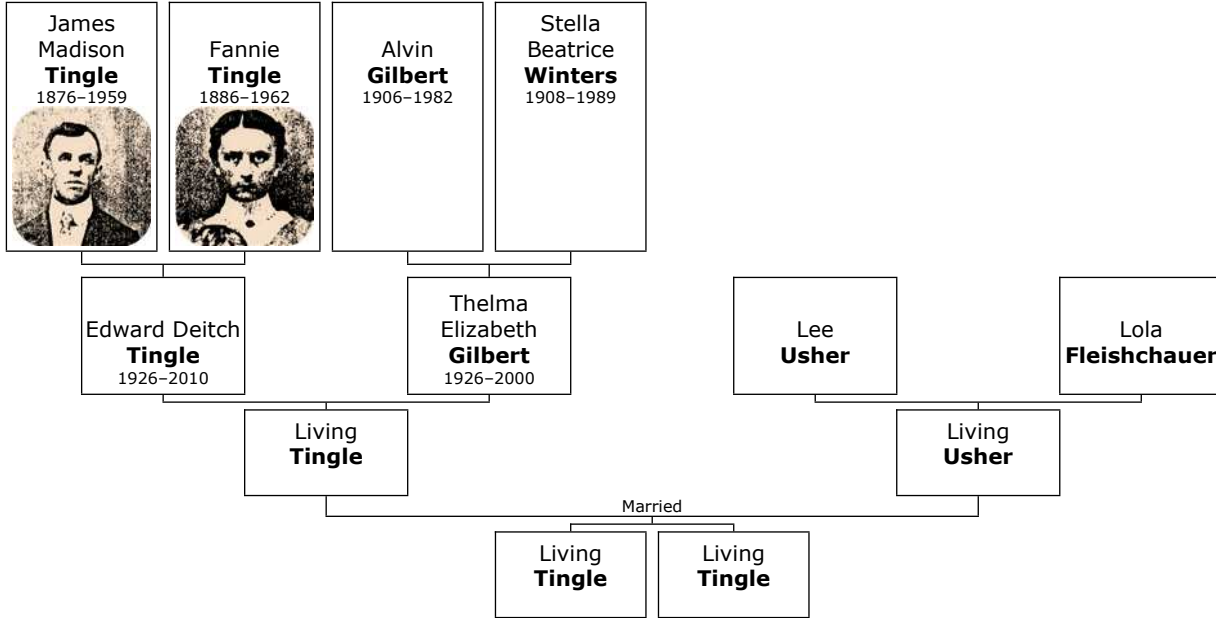 James
Madison
Tingle
1876–1959
Fannie
Tingle
1886–1962
Alvin
Gilbert
1906–1982
Stella
Beatrice
Winters
1908–1989
Edward Deitch
Tingle
1926–2010
Thelma
Elizabeth
Gilbert
1926–2000
Lee
Usher
Lola
Fleishchauer
Living
Tingle
Living
Usher
Married
Living
Tingle
Living
Tingle